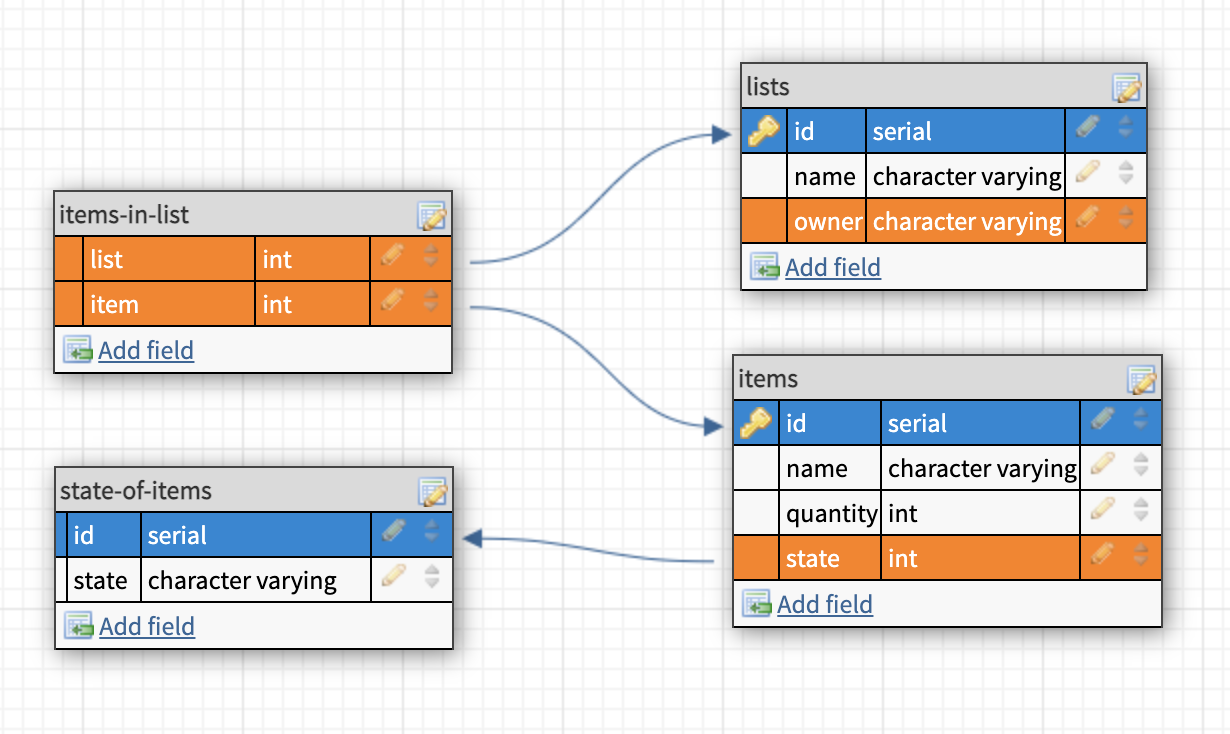 lists
id serial
name character varying
owner character varying
Add field
items-in-list
list int
item int
Add field
items
id serial
name character varying
quantity int
state int
Add field
state-of-items
id serial
state character varying
Add field